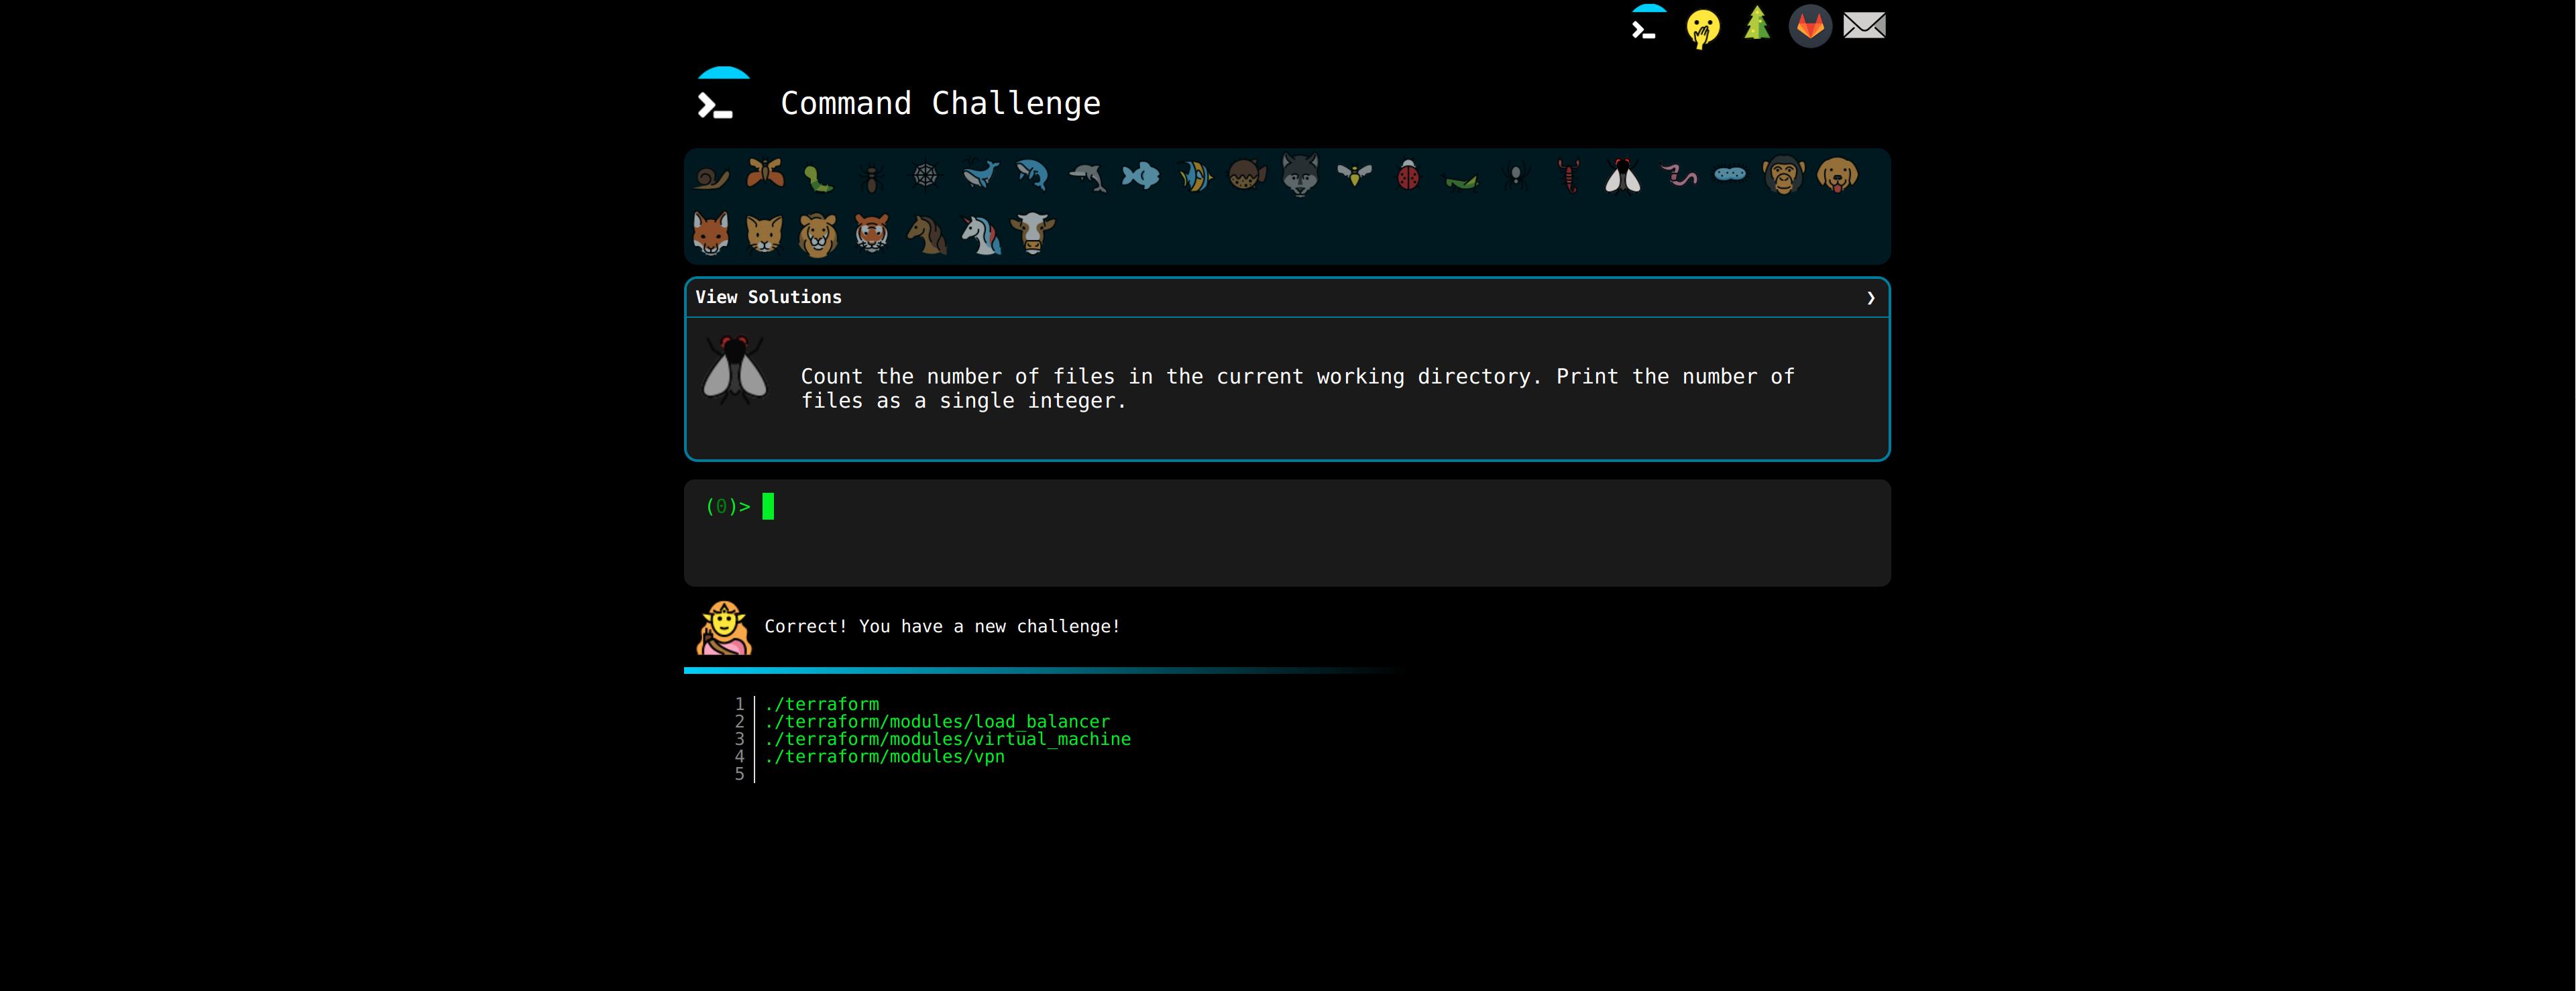 Command Challenge
View Solutions ❯
Count the number of files in the current working directory. Print the number of
files as a single integer.
(0)>
Correct! You have a new challenge!
1 ./terraform
2 ./terraform/modules/load_balancer
3 ./terraform/modules/virtual_machine
4 ./terraform/modules/vpn
5